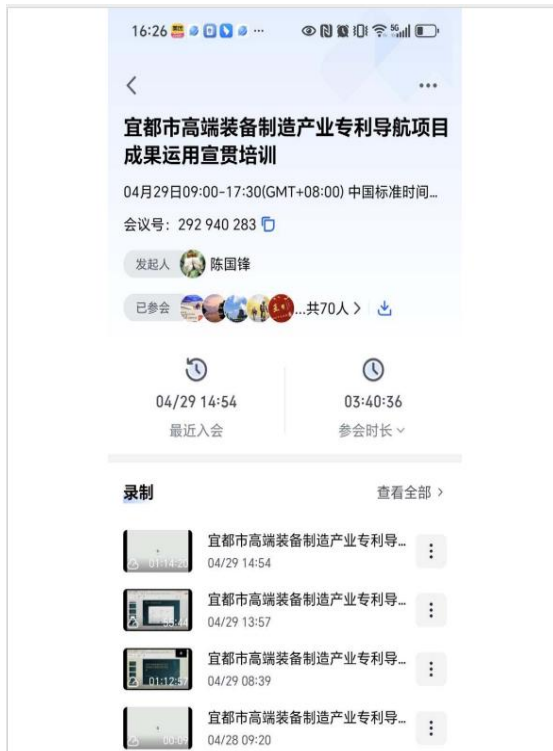 16:26
5G
宜都市高端装备制造产业专利导航项目
成果运用宣贯培训
04月29日09:00-17:30(GMT+08:00) 中国标准时间...
会议号：292 940 283
发起人 陈国锋
已参会 ...共70人 >
04/29 14:54
03:40:36
最近入会
参会时长
录制
查看全部 >
宜都市高端装备制造产业专利导...
01:14:20
04/29 14:54
宜都市高端装备制造产业专利导...
04/29 13:57
宜都市高端装备制造产业专利导...
01:12:57
04/29 08:39
宜都市高端装备制造产业专利导...
00:09
04/28 09:20